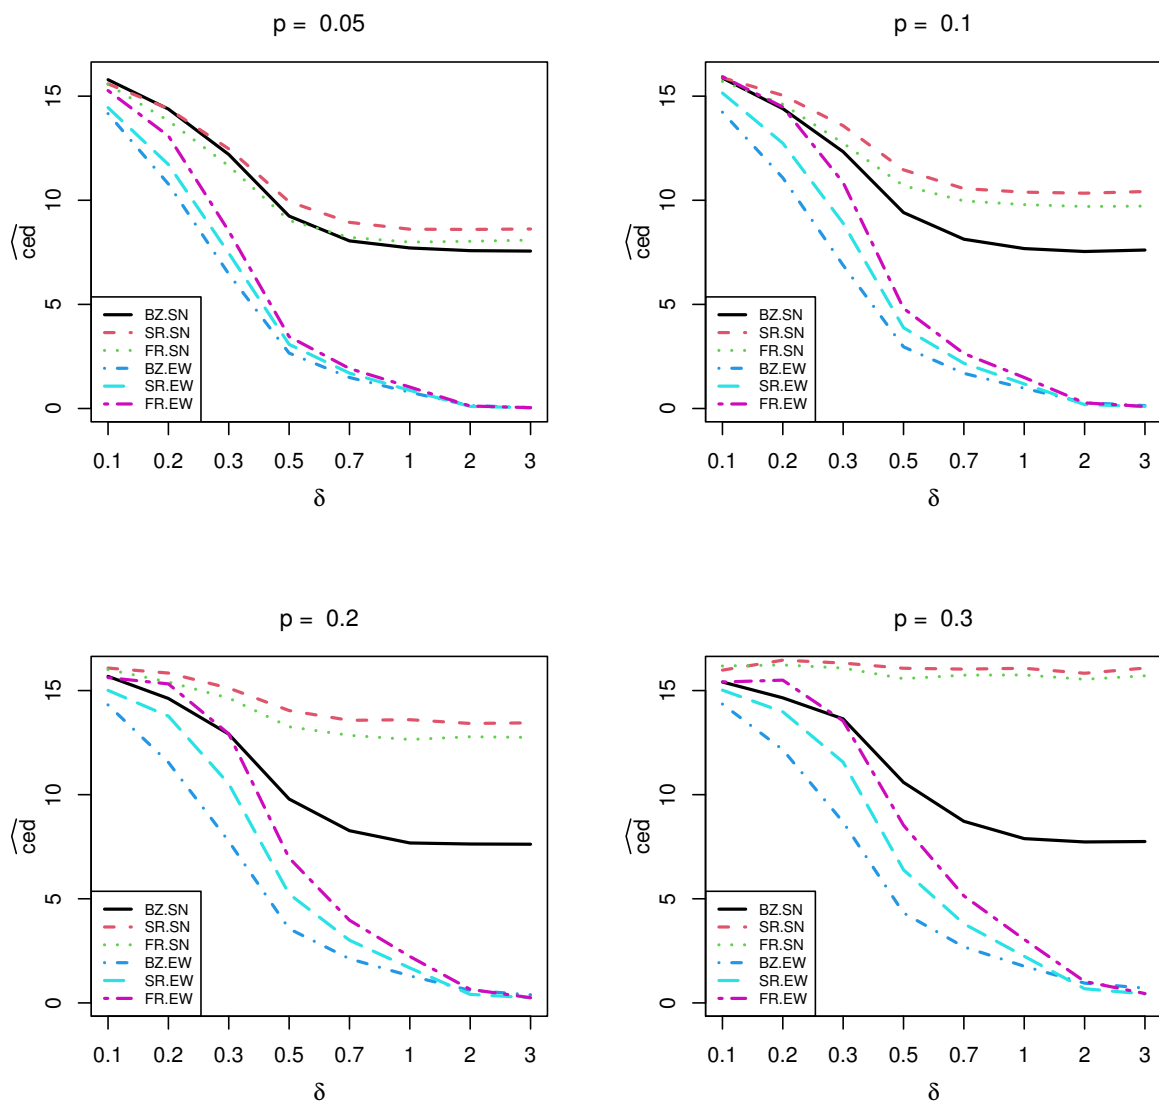 p = 0.05
ced
15
10
5
0
BZ.SN
SR.SN
FR.SN
BZ.EW
SR.EW
FR.EW
0.1 0.2 0.3 0.5 0.7 1 2 3
δ
p = 0.1
ced
15
10
5
0
BZ.SN
SR.SN
FR.SN
BZ.EW
SR.EW
FR.EW
0.1 0.2 0.3 0.5 0.7 1 2 3
δ
p = 0.2
ced
15
10
5
0
BZ.SN
SR.SN
FR.SN
BZ.EW
SR.EW
FR.EW
0.1 0.2 0.3 0.5 0.7 1 2 3
δ
p = 0.3
ced
15
10
5
0
BZ.SN
SR.SN
FR.SN
BZ.EW
SR.EW
FR.EW
0.1 0.2 0.3 0.5 0.7 1 2 3
δ